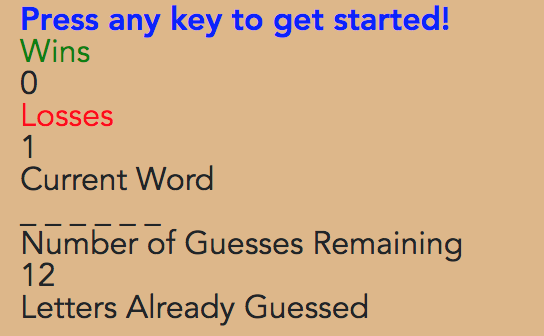 Press any key to get started!
Wins
0
Losses
1
Current Word
_ _ _ _ _ _
Number of Guesses Remaining
12
Letters Already Guessed